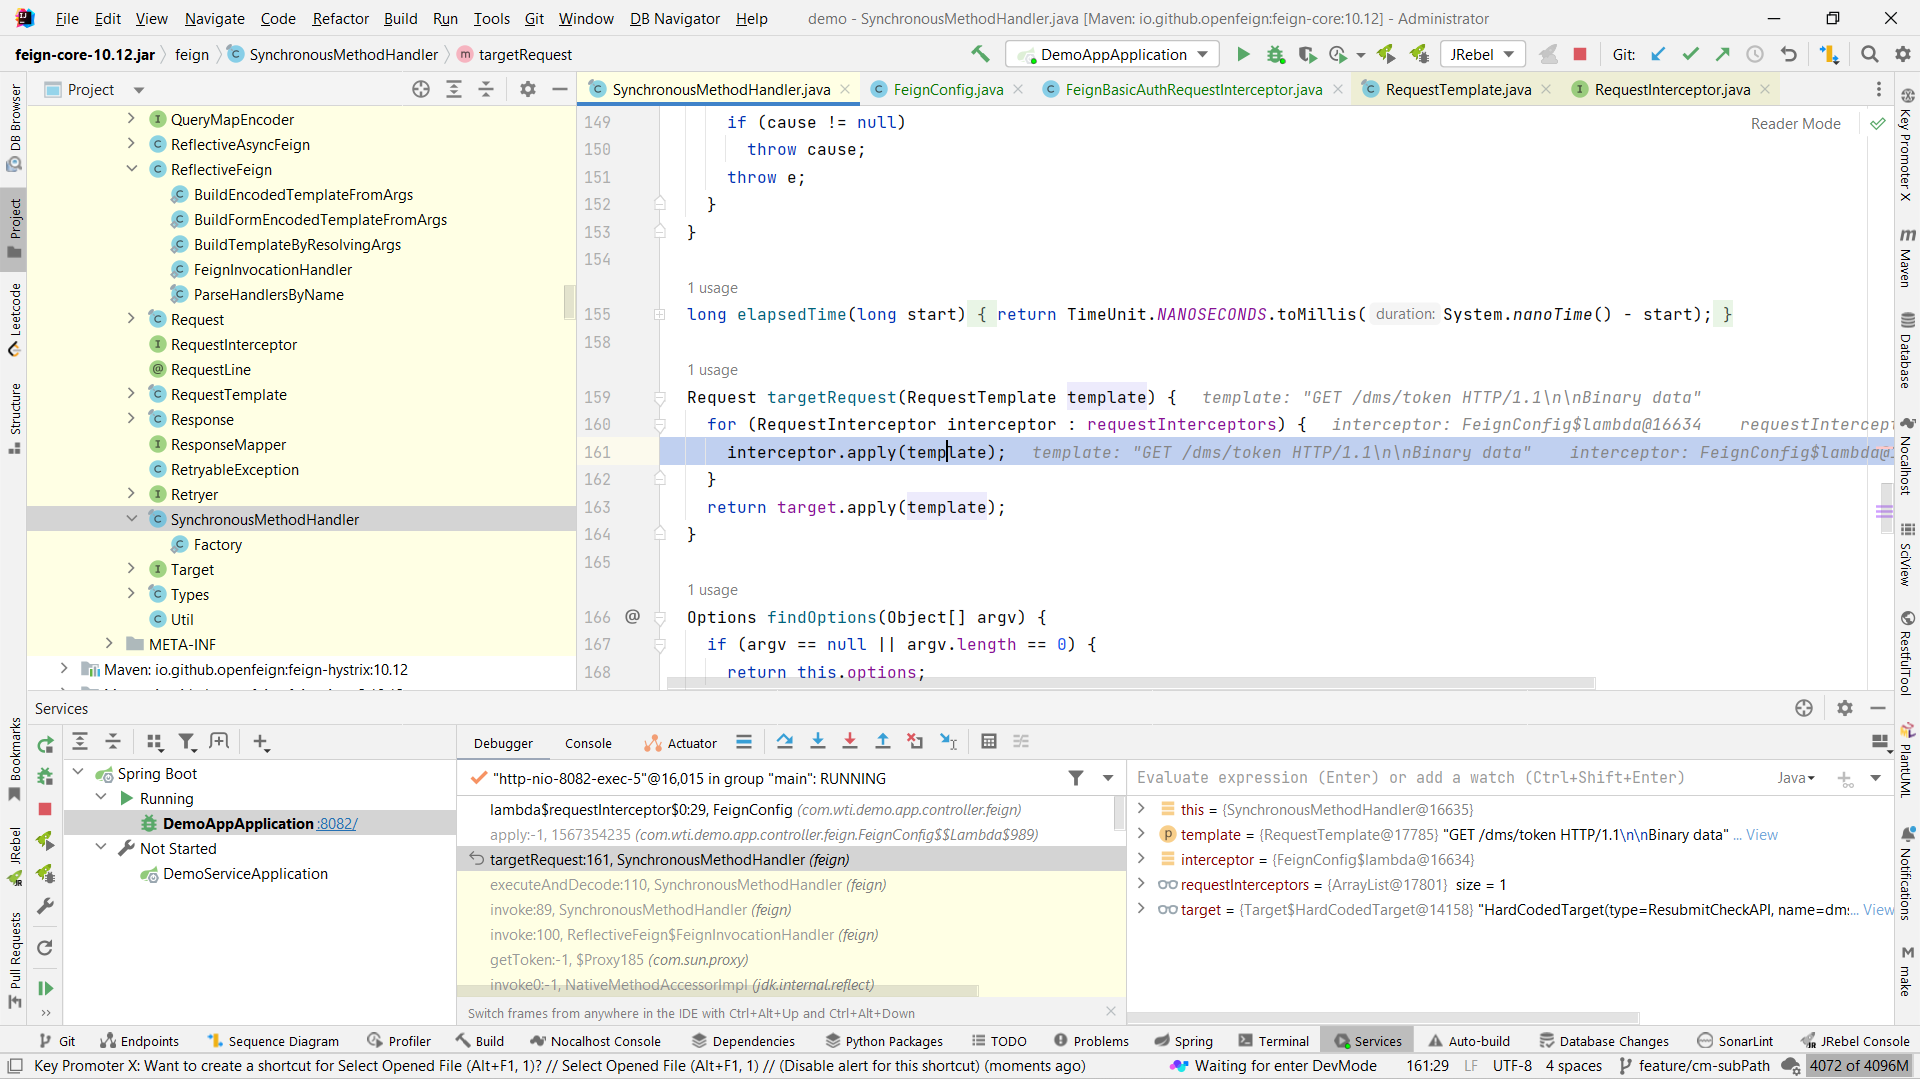 File Edit View Navigate Code Refactor Build Run Tools Git Window DB Navigator Help demo - SynchronousMethodHandler.java [Maven: io.github.openfeign:feign-core:10.12] - Administrator
feign-core-10.12.jar feign SynchronousMethodHandler targetRequest DemoAppApplication JRebel Git:
Project
SynchronousMethodHandler.java FeignConfig.java FeignBasicAuthRequestInterceptor.java RequestTemplate.java RequestInterceptor.java
DB Browser
Project
Leetcode
Structure
Bookmarks
JRebel
Pull Requests
QueryMapEncoder
ReflectiveAsyncFeign
ReflectiveFeign
BuildEncodedTemplateFromArgs
BuildFormEncodedTemplateFromArgs
BuildTemplateByResolvingArgs
FeignInvocationHandler
ParseHandlersByName
Request
RequestInterceptor
RequestLine
RequestTemplate
Response
ResponseMapper
RetryableException
Retryer
SynchronousMethodHandler
Factory
Target
Types
Util
META-INF
Maven: io.github.openfeign:feign-hystrix:10.12
Reader Mode
149 if (cause != null)
150 throw cause;
151 throw e;
152 }
153 }
154
1 usage
155 long elapsedTime(long start) { return TimeUnit.NANOSECONDS.toMillis( duration: System.nanoTime() - start); }
158
1 usage
159 Request targetRequest(RequestTemplate template) { template: "GET /dms/token HTTP/1.1\n\nBinary data"
160 for (RequestInterceptor interceptor : requestInterceptors) { interceptor: FeignConfig$lambda@16634 requestIntercept
161 interceptor.apply(template); template: "GET /dms/token HTTP/1.1\n\nBinary data" interceptor: FeignConfig$lambda@1
162 }
163 return target.apply(template);
164 }
165
1 usage
166 @ Options findOptions(Object[] argv) {
167 if (argv == null || argv.length == 0) {
168 return this.options;
Key Promoter X
Maven
Database
Nocalhost
SciView
RestfulTool
PlantUML
Notifications
make
Services
Debugger Console Actuator
Spring Boot
Running
DemoAppApplication :8082/
Not Started
DemoServiceApplication
"http-nio-8082-exec-5"@16,015 in group "main": RUNNING
lambda$requestInterceptor$0:29, FeignConfig (com.wti.demo.app.controller.feign)
apply:-1, 1567354235 (com.wti.demo.app.controller.feign.FeignConfig$$Lambda$989)
targetRequest:161, SynchronousMethodHandler (feign)
executeAndDecode:110, SynchronousMethodHandler (feign)
invoke:89, SynchronousMethodHandler (feign)
invoke:100, ReflectiveFeign$FeignInvocationHandler (feign)
getToken:-1, $Proxy185 (com.sun.proxy)
invoke0:-1, NativeMethodAccessorImpl (jdk.internal.reflect)
Switch frames from anywhere in the IDE with Ctrl+Alt+Up and Ctrl+Alt+Down
Evaluate expression (Enter) or add a watch (Ctrl+Shift+Enter) Java
this = {SynchronousMethodHandler@16635}
template = {RequestTemplate@17785} "GET /dms/token HTTP/1.1\n\nBinary data" ... View
interceptor = {FeignConfig$lambda@16634}
requestInterceptors = {ArrayList@17801} size = 1
target = {Target$HardCodedTarget@14158} "HardCodedTarget(type=ResubmitCheckAPI, name=dms... View
Git Endpoints Sequence Diagram Profiler Build Nocalhost Console Dependencies Python Packages TODO Problems Spring Terminal Services Auto-build Database Changes SonarLint JRebel Console
Key Promoter X: Want to create a shortcut for Select Opened File (Alt+F1, 1)? // Select Opened File (Alt+F1, 1) // (Disable alert for this shortcut) (moments ago) Waiting for enter DevMode 161:29 LF UTF-8 4 spaces feature/cm-subPath 4072 of 4096M